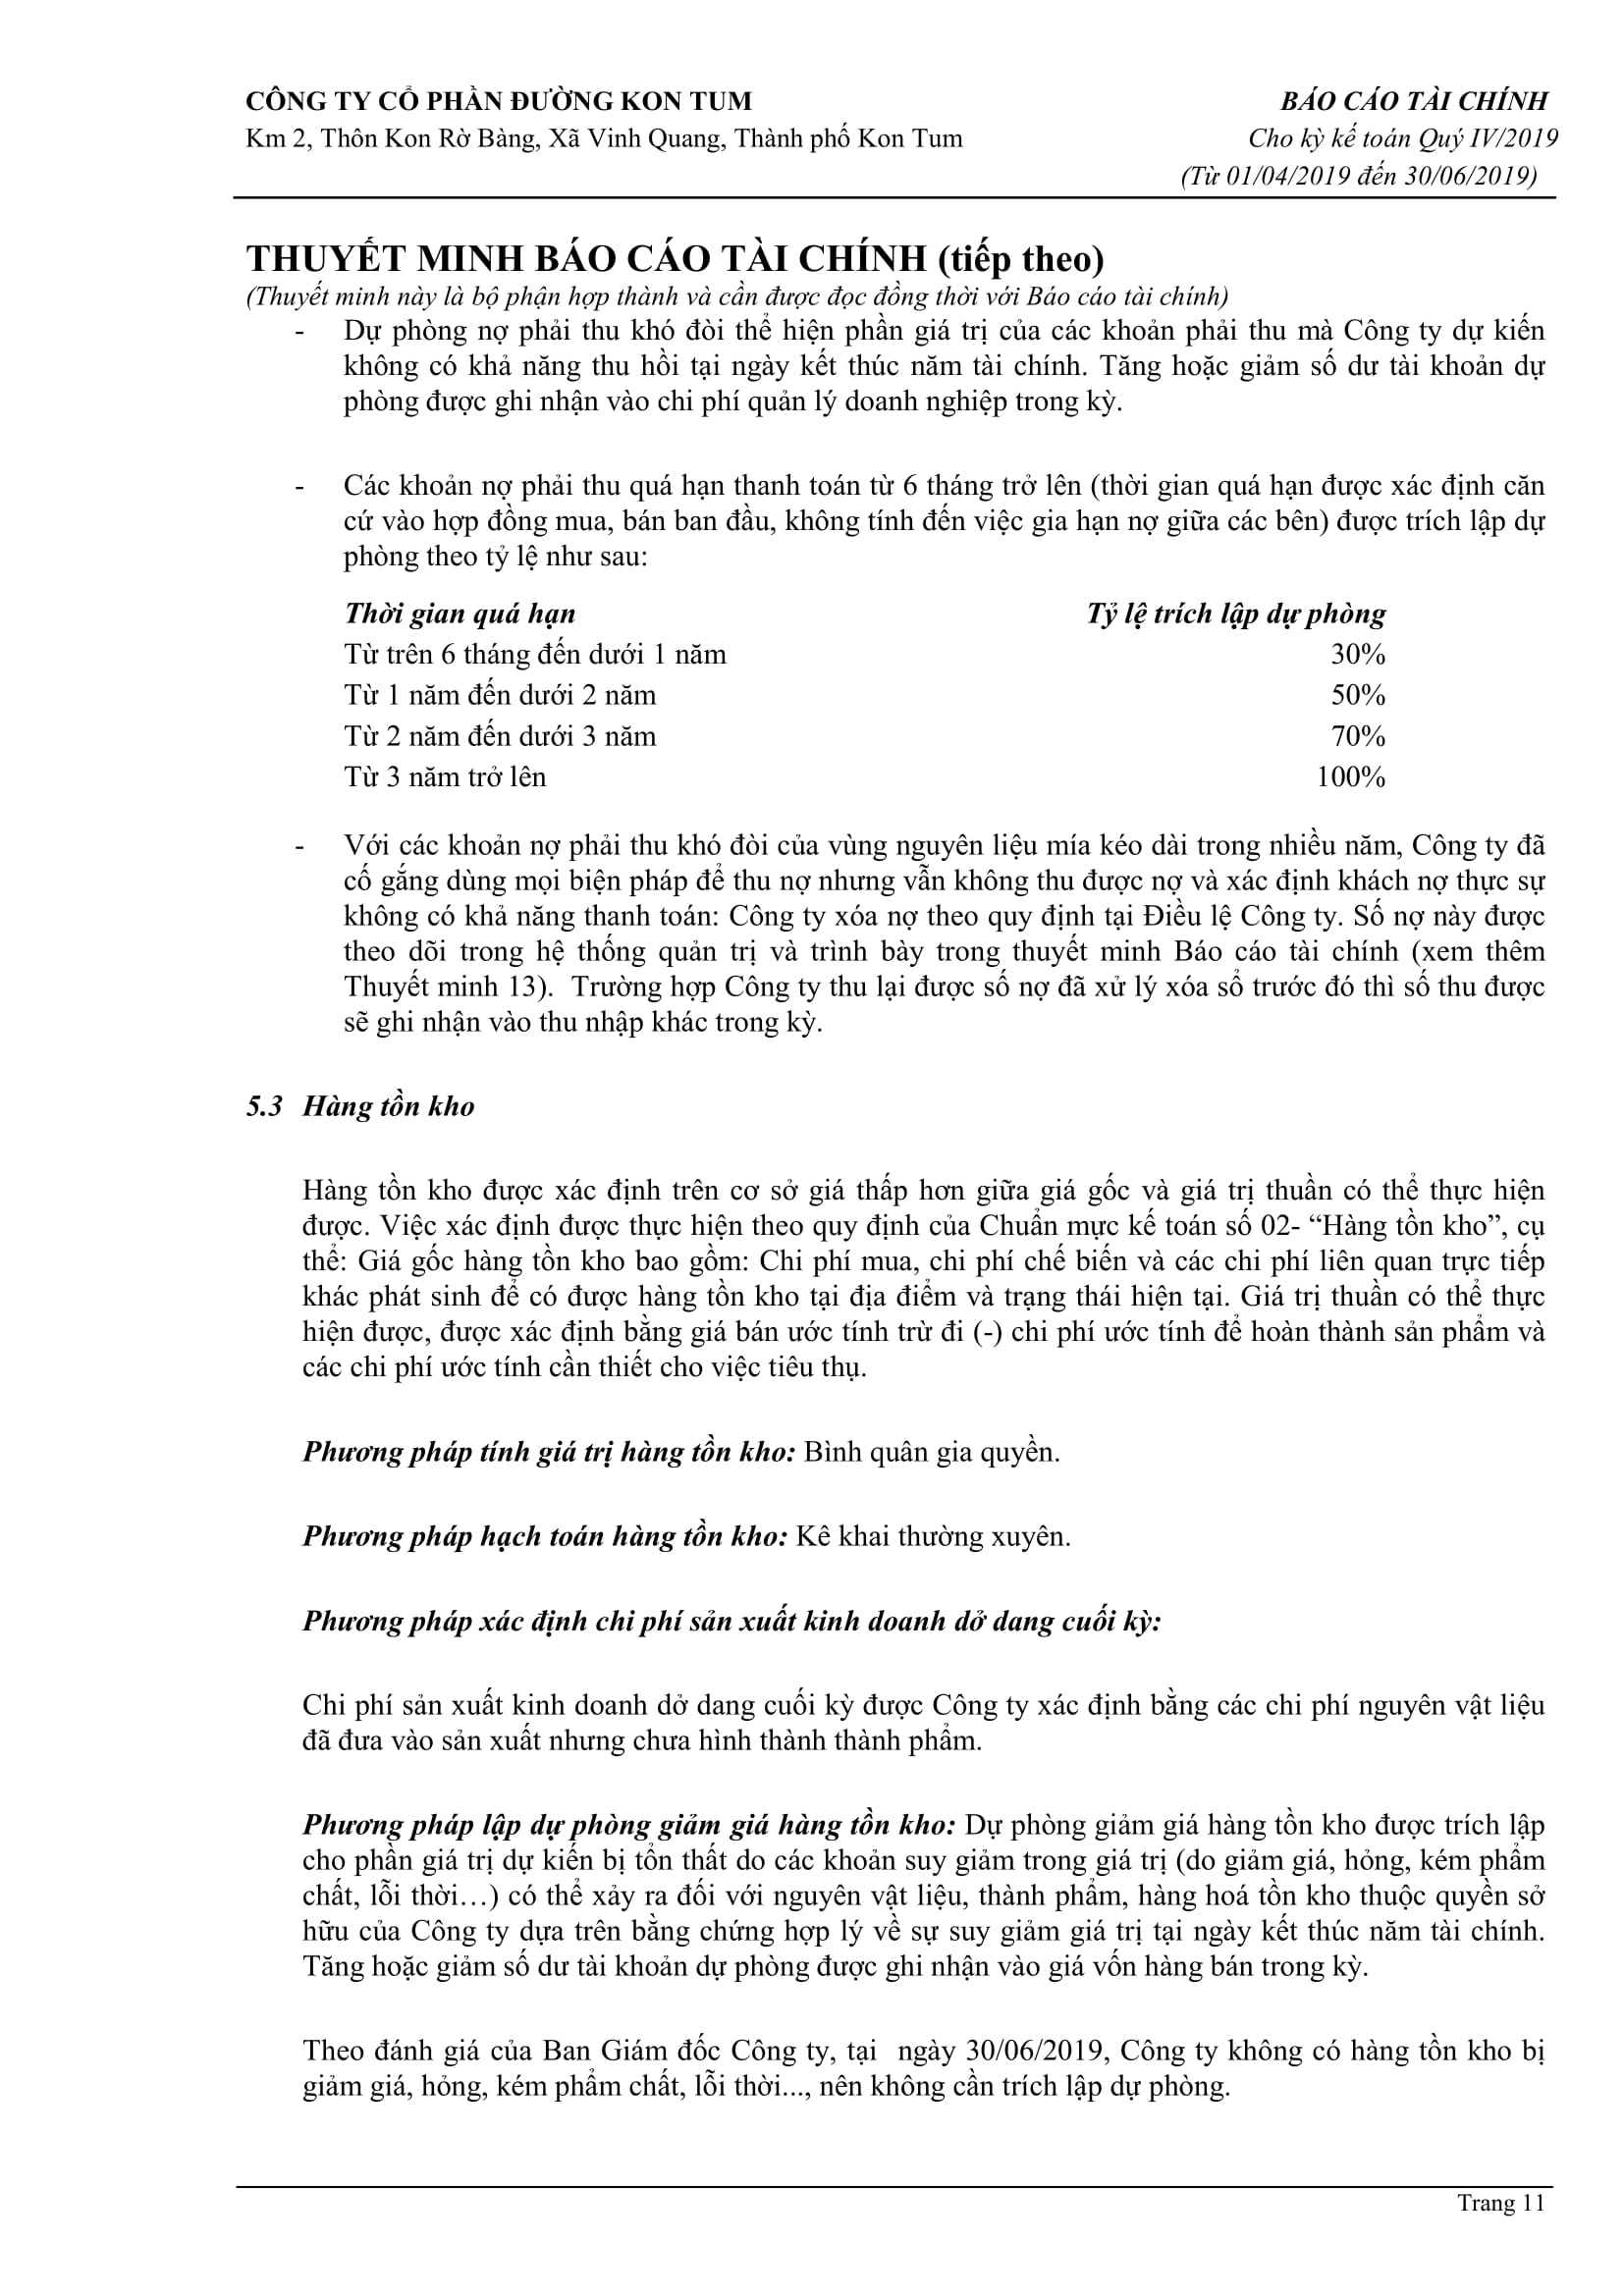 CÔNG TY CỔ PHẦN ĐƯỜNG KON TUM BÁO CÁO TÀI CHÍNH
Km 2, Thôn Kon Rờ Bàng, Xã Vinh Quang, Thành phố Kon Tum Cho kỳ kế toán Quý IV/2019
(Từ 01/04/2019 đến 30/06/2019)
THUYẾT MINH BÁO CÁO TÀI CHÍNH (tiếp theo)
(Thuyết minh này là bộ phận hợp thành và cần được đọc đồng thời với Báo cáo tài chính)
- Dự phòng nợ phải thu khó đòi thể hiện phần giá trị của các khoản phải thu mà Công ty dự kiến
không có khả năng thu hồi tại ngày kết thúc năm tài chính. Tăng hoặc giảm số dư tài khoản dự
phòng được ghi nhận vào chi phí quản lý doanh nghiệp trong kỳ.
- Các khoản nợ phải thu quá hạn thanh toán từ 6 tháng trở lên (thời gian quá hạn được xác định căn
cứ vào hợp đồng mua, bán ban đầu, không tính đến việc gia hạn nợ giữa các bên) được trích lập dự
phòng theo tỷ lệ như sau:
Thời gian quá hạn Tỷ lệ trích lập dự phòng
Từ trên 6 tháng đến dưới 1 năm 30%
Từ 1 năm đến dưới 2 năm 50%
Từ 2 năm đến dưới 3 năm 70%
Từ 3 năm trở lên 100%
- Với các khoản nợ phải thu khó đòi của vùng nguyên liệu mía kéo dài trong nhiều năm, Công ty đã
cố gắng dùng mọi biện pháp để thu nợ nhưng vẫn không thu được nợ và xác định khách nợ thực sự
không có khả năng thanh toán: Công ty xóa nợ theo quy định tại Điều lệ Công ty. Số nợ này được
theo dõi trong hệ thống quản trị và trình bày trong thuyết minh Báo cáo tài chính (xem thêm
Thuyết minh 13). Trường hợp Công ty thu lại được số nợ đã xử lý xóa sổ trước đó thì số thu được
sẽ ghi nhận vào thu nhập khác trong kỳ.
5.3 Hàng tồn kho
Hàng tồn kho được xác định trên cơ sở giá thấp hơn giữa giá gốc và giá trị thuần có thể thực hiện
được. Việc xác định được thực hiện theo quy định của Chuẩn mực kế toán số 02- “Hàng tồn kho”, cụ
thể: Giá gốc hàng tồn kho bao gồm: Chi phí mua, chi phí chế biến và các chi phí liên quan trực tiếp
khác phát sinh để có được hàng tồn kho tại địa điểm và trạng thái hiện tại. Giá trị thuần có thể thực
hiện được, được xác định bằng giá bán ước tính trừ đi (-) chi phí ước tính để hoàn thành sản phẩm và
các chi phí ước tính cần thiết cho việc tiêu thụ.
Phương pháp tính giá trị hàng tồn kho: Bình quân gia quyền.
Phương pháp hạch toán hàng tồn kho: Kê khai thường xuyên.
Phương pháp xác định chi phí sản xuất kinh doanh dở dang cuối kỳ:
Chi phí sản xuất kinh doanh dở dang cuối kỳ được Công ty xác định bằng các chi phí nguyên vật liệu
đã đưa vào sản xuất nhưng chưa hình thành thành phẩm.
Phương pháp lập dự phòng giảm giá hàng tồn kho: Dự phòng giảm giá hàng tồn kho được trích lập
cho phần giá trị dự kiến bị tổn thất do các khoản suy giảm trong giá trị (do giảm giá, hỏng, kém phẩm
chất, lỗi thời…) có thể xảy ra đối với nguyên vật liệu, thành phẩm, hàng hoá tồn kho thuộc quyền sở
hữu của Công ty dựa trên bằng chứng hợp lý về sự suy giảm giá trị tại ngày kết thúc năm tài chính.
Tăng hoặc giảm số dư tài khoản dự phòng được ghi nhận vào giá vốn hàng bán trong kỳ.
Theo đánh giá của Ban Giám đốc Công ty, tại ngày 30/06/2019, Công ty không có hàng tồn kho bị
giảm giá, hỏng, kém phẩm chất, lỗi thời..., nên không cần trích lập dự phòng.
Trang 11